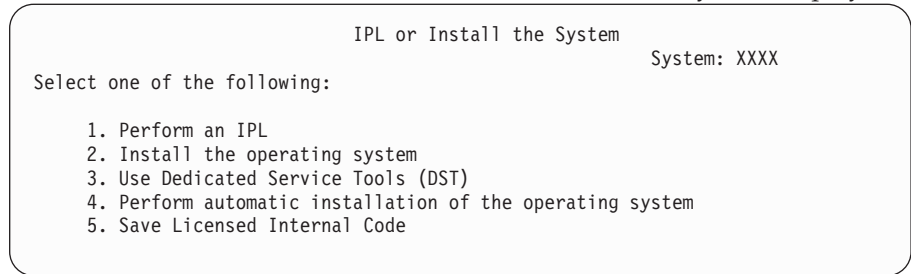 IPL or Install the System
System: XXXX
Select one of the following:
1. Perform an IPL
2. Install the operating system
3. Use Dedicated Service Tools (DST)
4. Perform automatic installation of the operating system
5. Save Licensed Internal Code